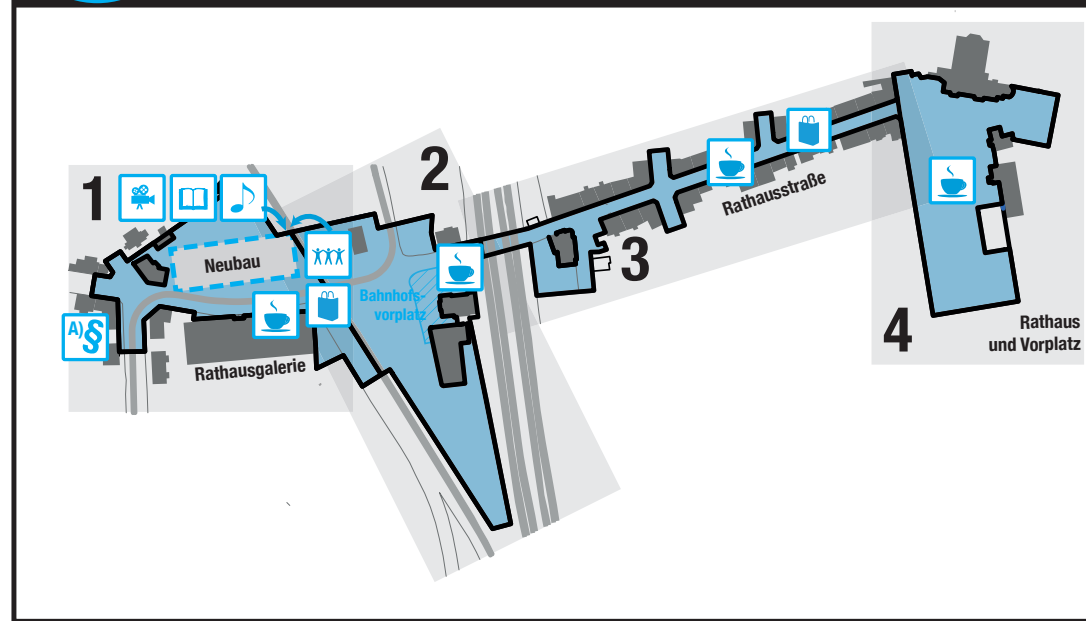 1
2
Neubau
A)§
Rathausgalerie
Bahnhofs-
vorplatz
3
Rathausstraße
4
Rathaus
und Vorplatz